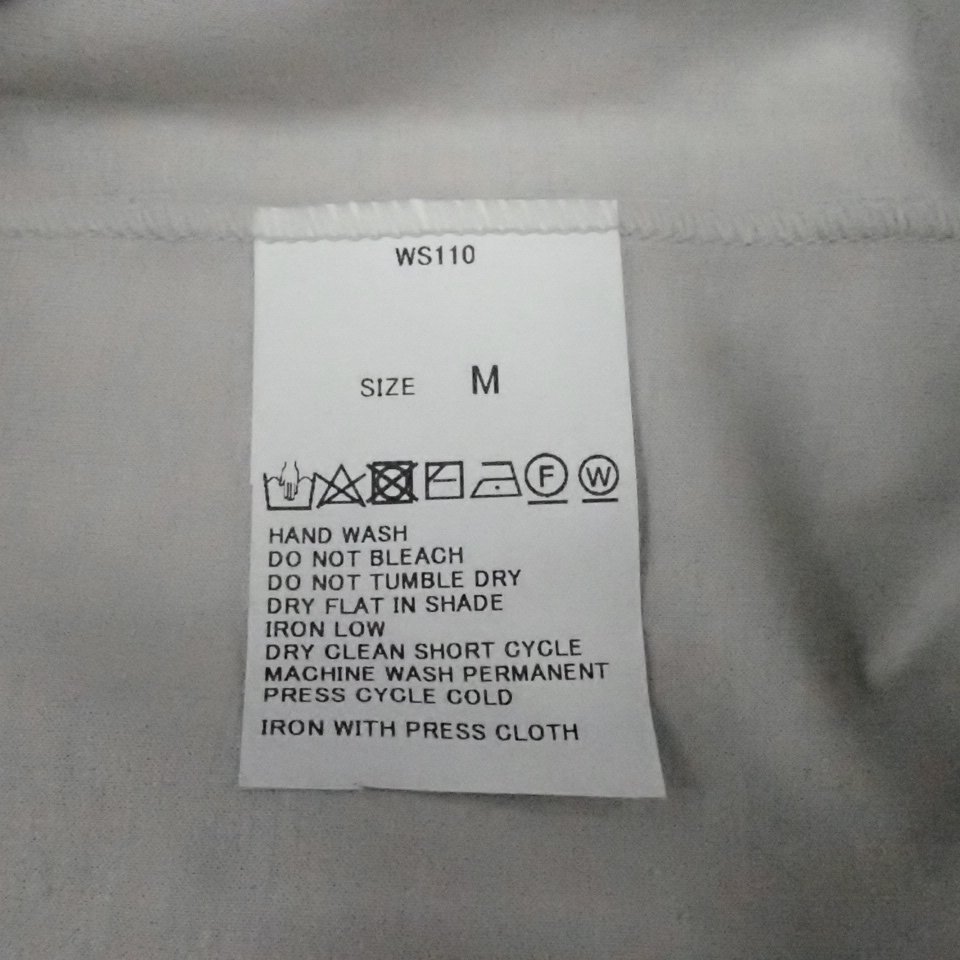 WS110
SIZE M
F W
HAND WASH
DO NOT BLEACH
DO NOT TUMBLE DRY
DRY FLAT IN SHADE
IRON LOW
DRY CLEAN SHORT CYCLE
MACHINE WASH PERMANENT
PRESS CYCLE COLD
IRON WITH PRESS CLOTH